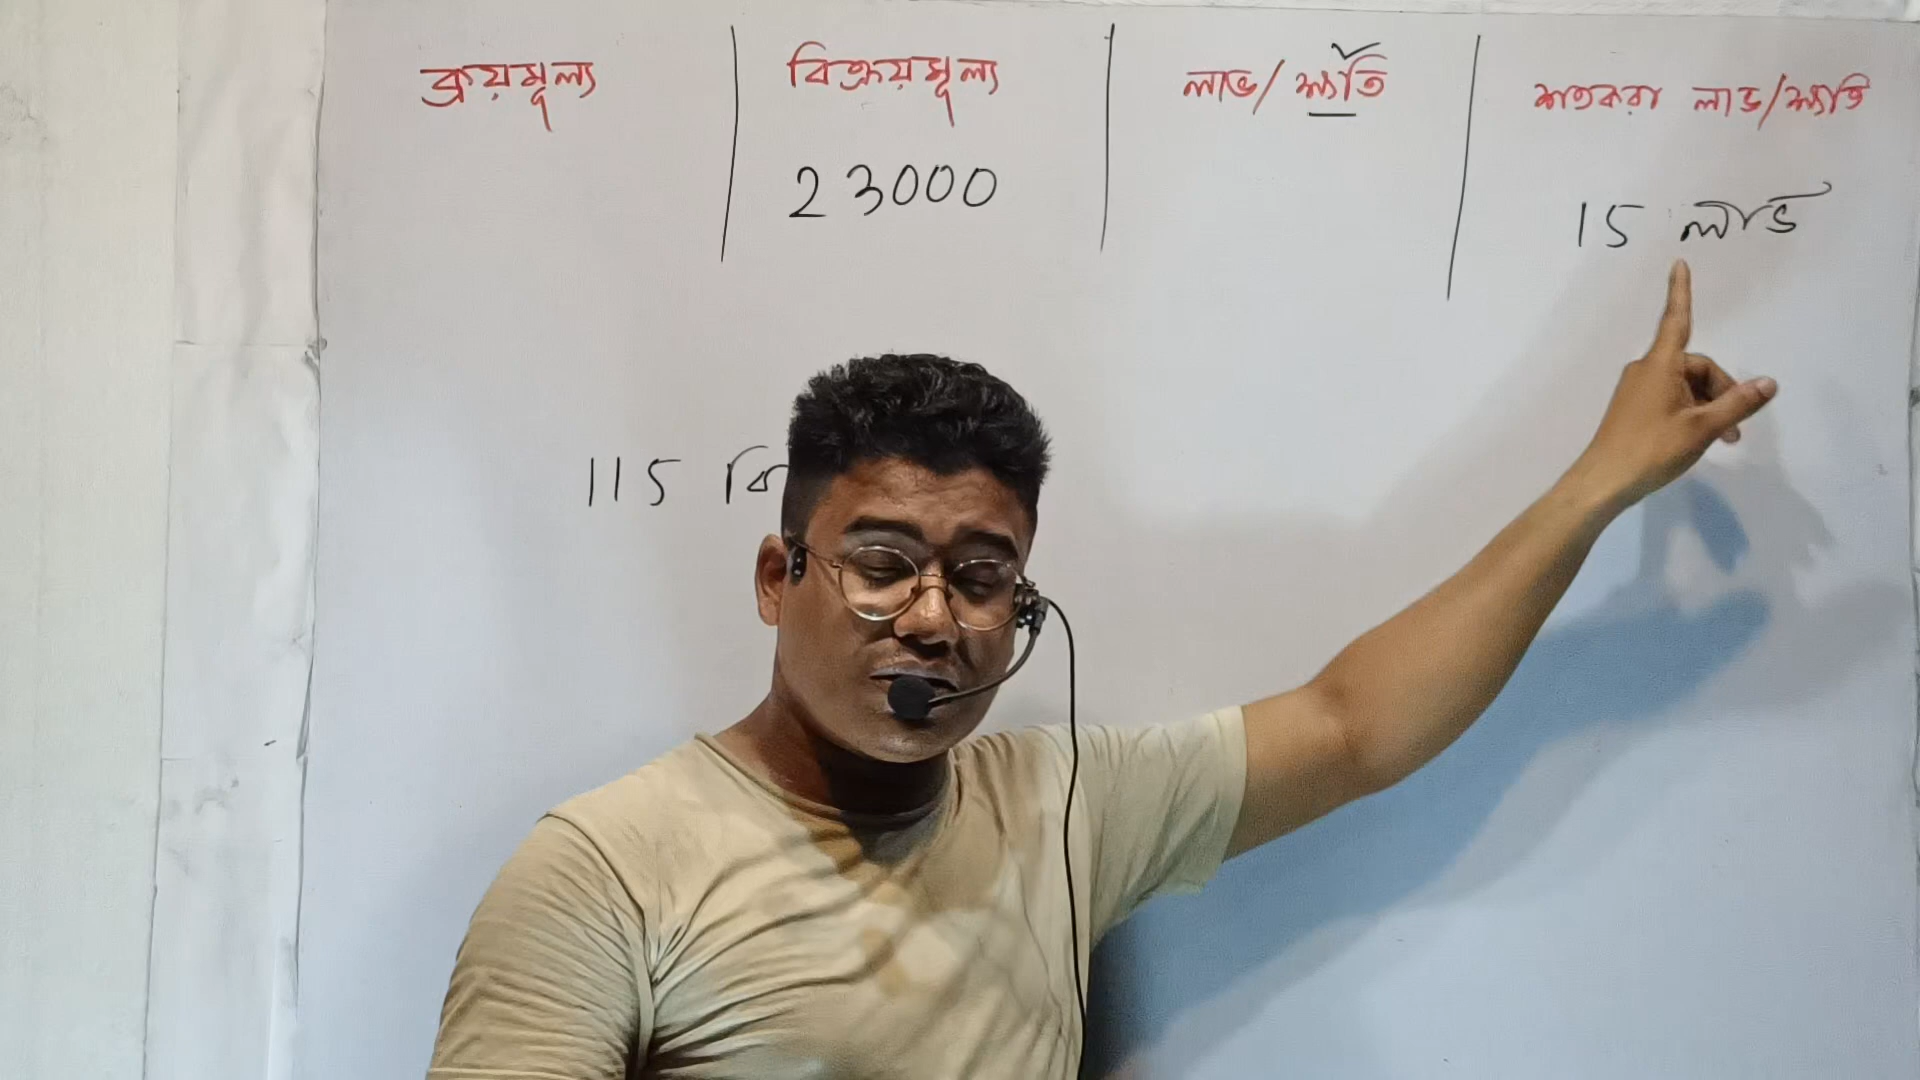 ক্রয়মূল্য বিক্রয়মূল্য লাভ/ক্ষতি শতকরা লাভ/ক্ষতি
23000 15 লাভ
115 বি